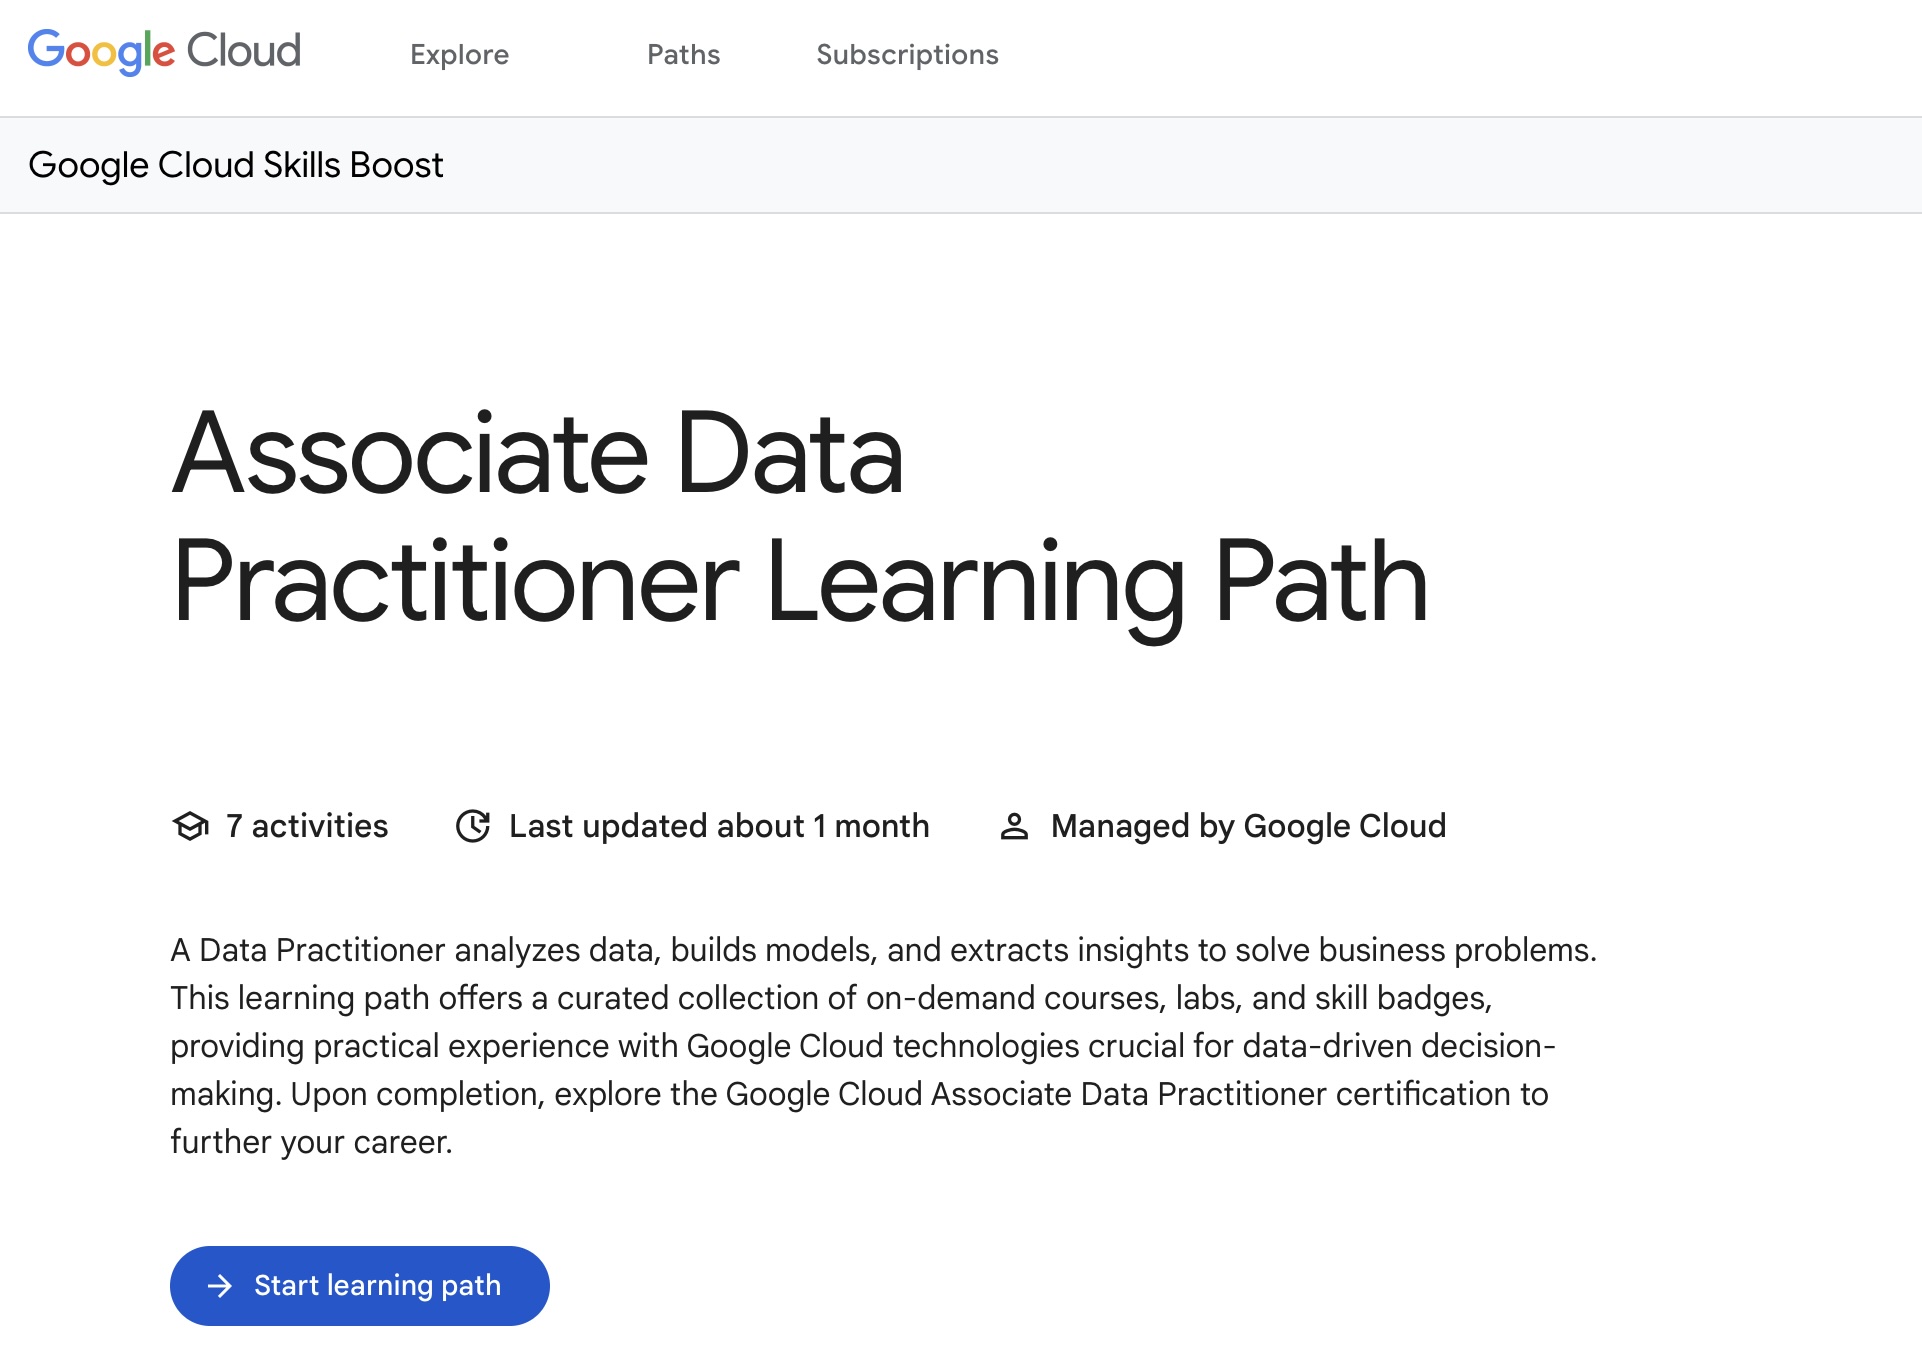 Google Cloud Explore Paths Subscriptions
Google Cloud Skills Boost
Associate Data
Practitioner Learning Path
7 activities Last updated about 1 month Managed by Google Cloud
A Data Practitioner analyzes data, builds models, and extracts insights to solve business problems.
This learning path offers a curated collection of on-demand courses, labs, and skill badges,
providing practical experience with Google Cloud technologies crucial for data-driven decision-
making. Upon completion, explore the Google Cloud Associate Data Practitioner certification to
further your career.
Start learning path